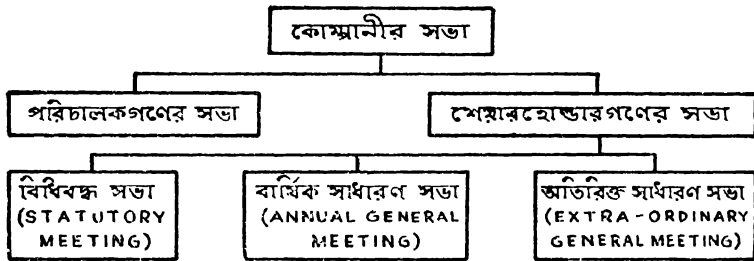 কোম্পানীর সভা
পরিচালকগণের সভা
শেয়ারহোল্ডারগণের সভা
বিধিবদ্ধ সভা
(STATUTORY
MEETING)
বার্ষিক সাধারণ সভা
(ANNUAL GENERAL
MEETING)
অতিরিক্ত সাধারণ সভা
(EXTRA-ORDINARY
GENERAL MEETING)